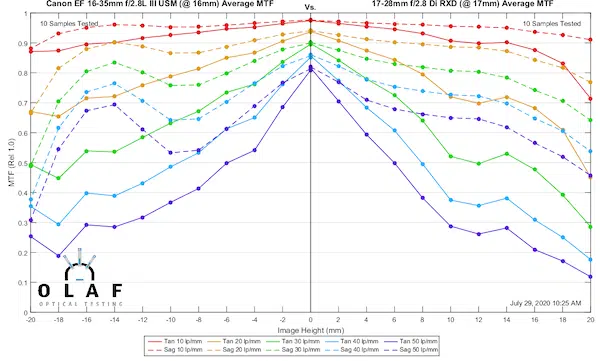 Canon EF 16-35mm f/2.8L III USM (@ 16mm) Average MTF Vs. 17-28mm f/2.8 Di RXD (@ 17mm) Average MTF
10 Samples Tested 10 Samples Tested
1
0.9
0.8
0.7
0.6
0.5
0.4
0.3
0.2
0.1
0
MTF (Rel 1.0)
OLAF
OPTICAL TESTING
July 29, 2020 10:25 AM
-20 -18 -16 -14 -12 -10 -8 -6 -4 -2 0 2 4 6 8 10 12 14 16 18 20
Image Height (mm)
Tan 10 lp/mm Tan 20 lp/mm Tan 30 lp/mm Tan 40 lp/mm Tan 50 lp/mm
Sag 10 lp/mm Sag 20 lp/mm Sag 30 lp/mm Sag 40 lp/mm Sag 50 lp/mm